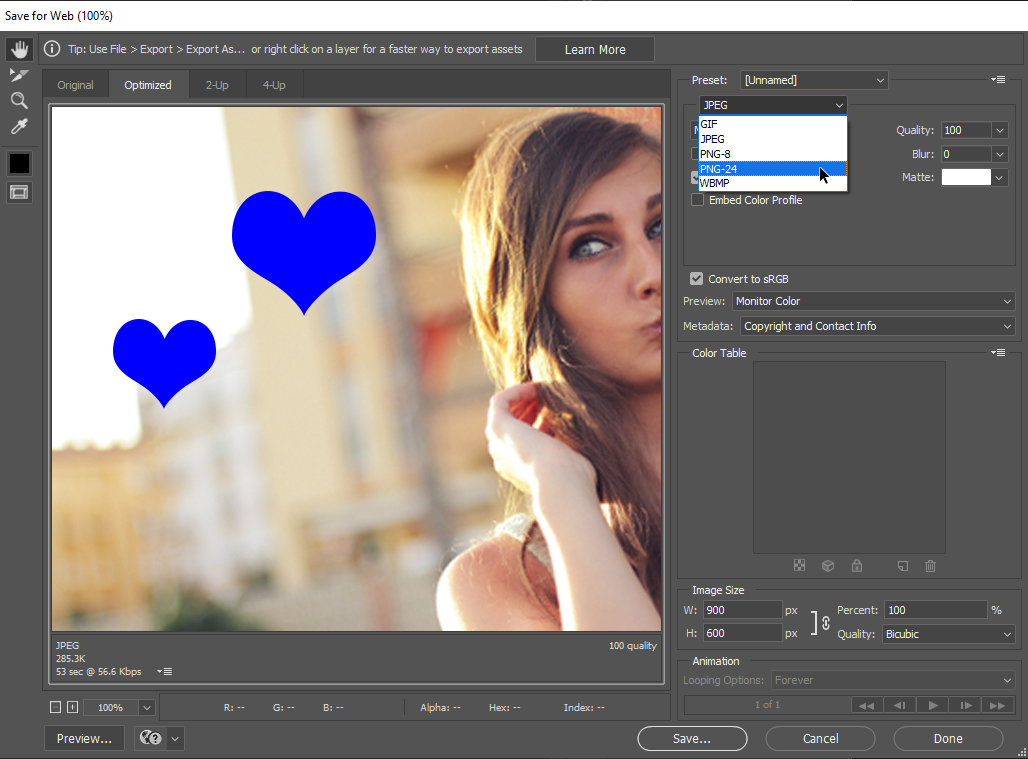 Save for Web (100%)
Tip: Use File > Export > Export As... or right click on a layer for a faster way to export assets
Learn More
Original
Optimized
2-Up
4-Up
JPEG
285.3K
53 sec @ 56.6 Kbps
100 quality
100%
R: --
G: --
B: --
Alpha: --
Hex: --
Index: --
Preview...
Preset: [Unnamed]
JPEG
GIF
JPEG
PNG-8
PNG-24
WBMP
Quality: 100
Blur: 0
Matte:
Embed Color Profile
Convert to sRGB
Preview: Monitor Color
Metadata: Copyright and Contact Info
Color Table
Image Size
W: 900 px
H: 600 px
Percent: 100 %
Quality: Bicubic
Animation
Looping Options: Forever
1 of 1
Save...
Cancel
Done